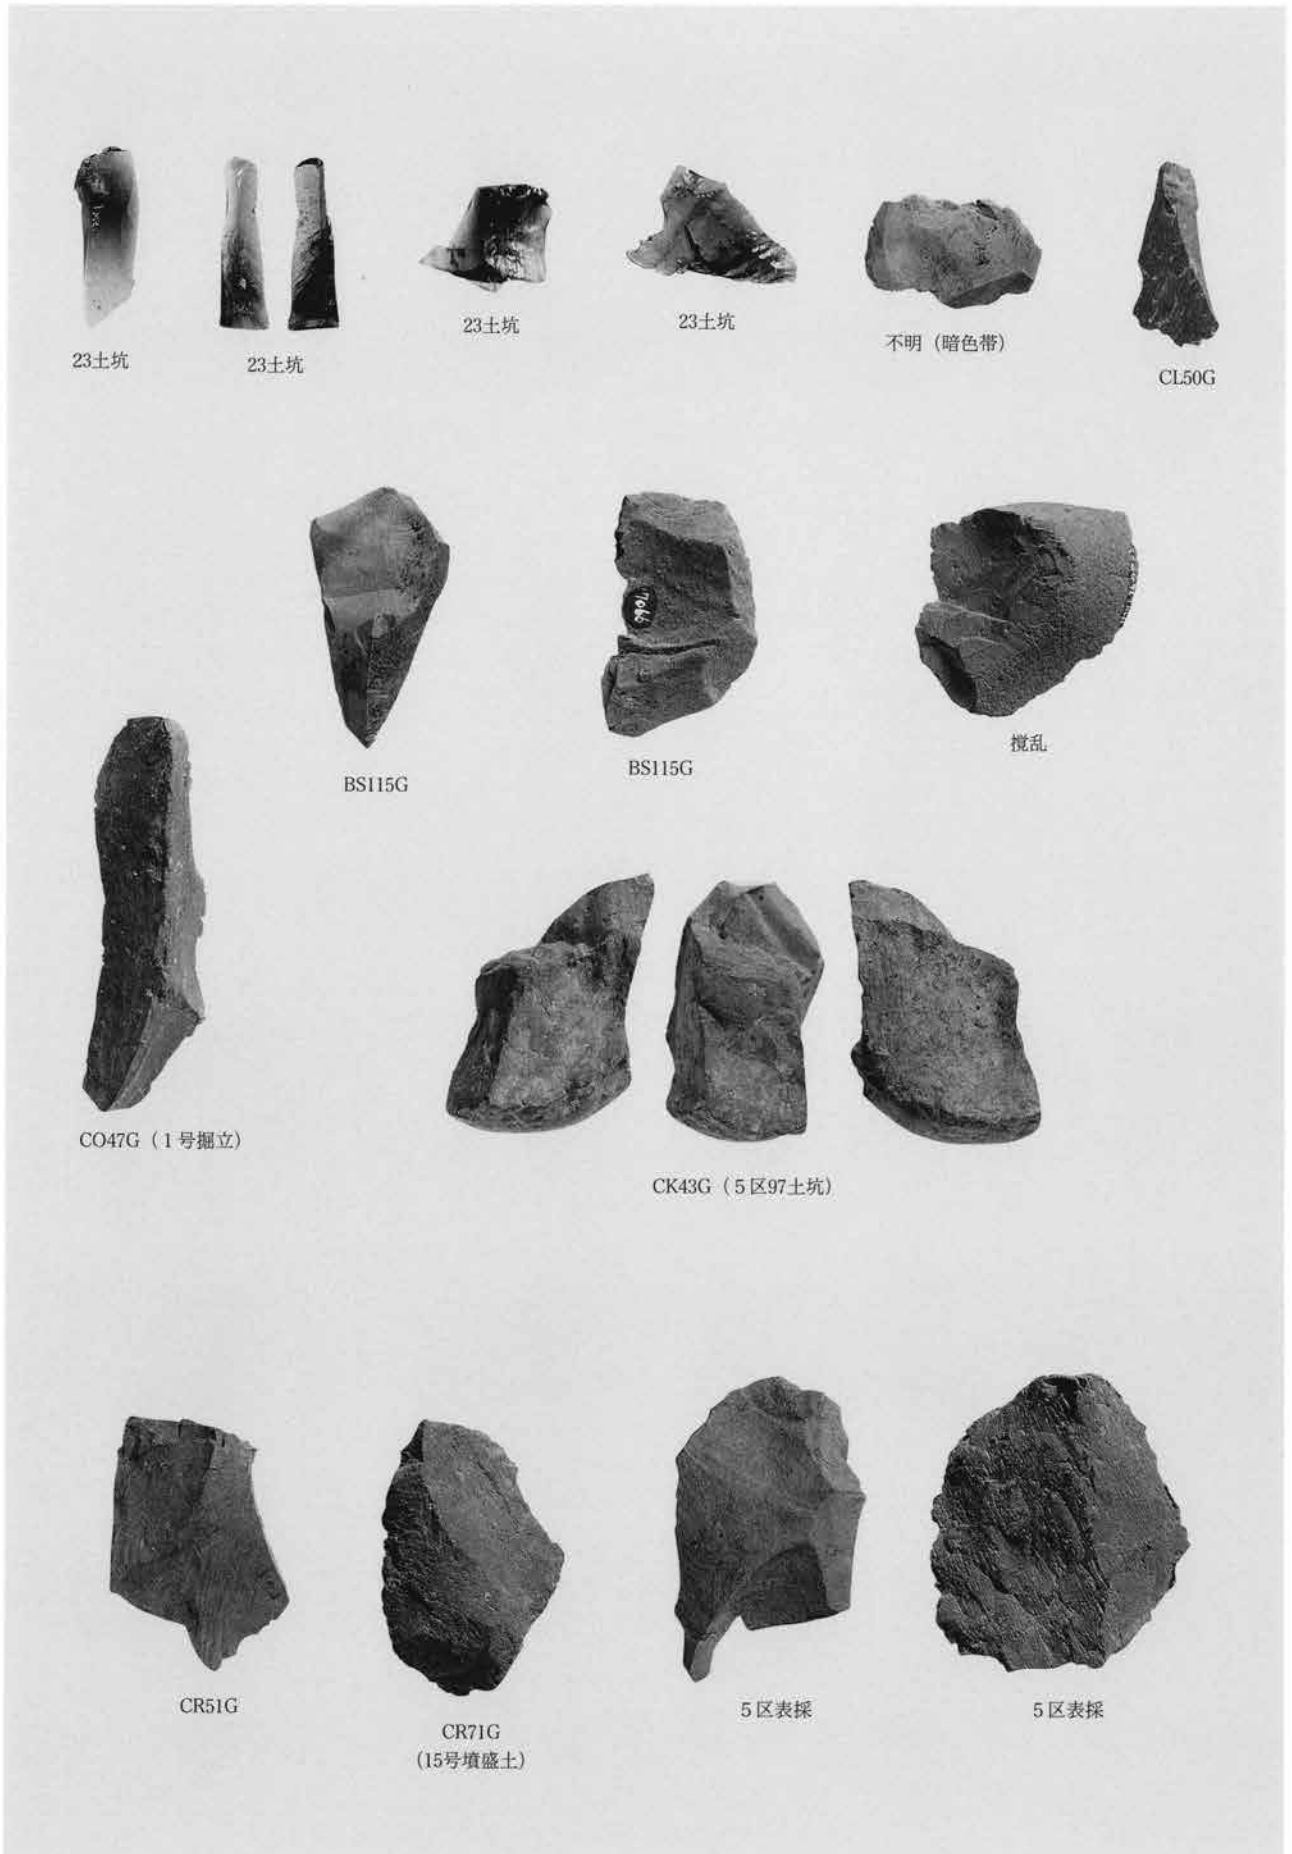 23土坑
23土坑
23土坑
23土坑
不明（暗色帯）
CL50G
BS115G
7066
BS115G
攪乱
CO47G（1号掘立）
CK43G（5区97土坑）
CR51G
CR71G
（15号墳盛土）
5区表採
5区表採